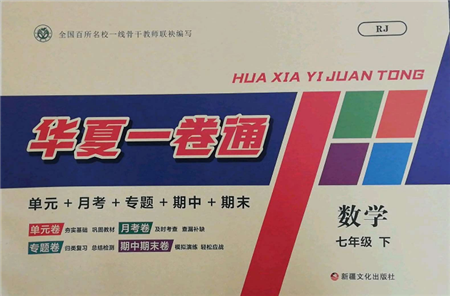 全国百所名校一线骨干教师联袂编写
RJ
HUA XIA YI JUAN TONG
华夏一卷通
单元+月考+专题+期中+期末
单元卷 夯实基础 巩固教材 月考卷 及时考查 查漏补缺
专题卷 归类复习 总结检测 期中期末卷 模拟演练 轻松应战
数学
七年级 下
新疆文化出版社